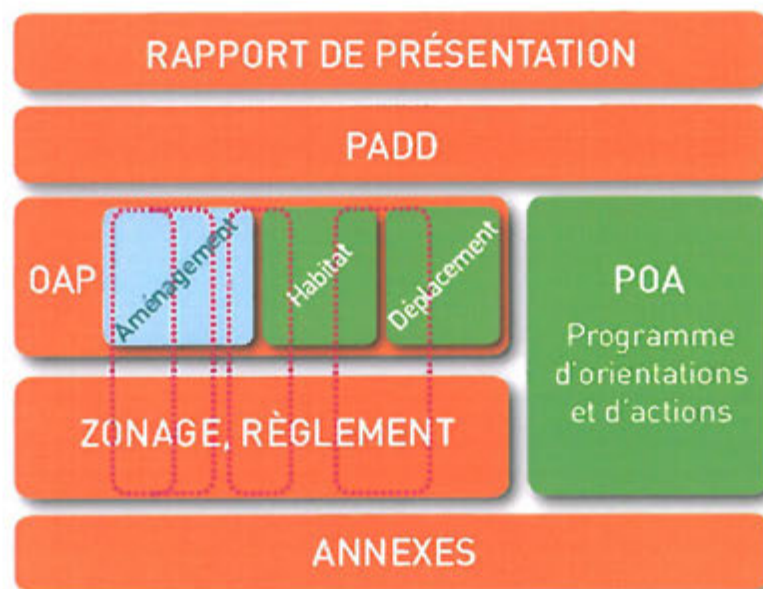 RAPPORT DE PRÉSENTATION
PADD
OAP
Aménagement
Habitat
Déplacement
POA
Programme
d'orientations
et d'actions
ZONAGE, RÈGLEMENT
ANNEXES